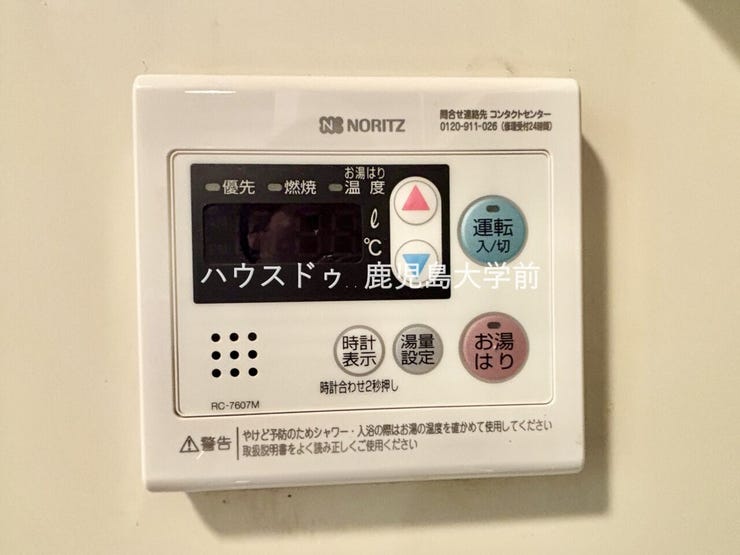 NORITZ
問合せ連絡先 コンタクトセンター
0120-911-026 (修理受付24時間)
お湯はり
優先 燃焼 温度
ℓ
℃
運転
入/切
ハウスドゥ 鹿児島大学前
時計
表示
湯量
設定
お湯
はり
時計合わせ2秒押し
RC-7607M
警告
やけど予防のためシャワー・入浴の際はお湯の温度を確かめて使用してください
取扱説明書をよく読み正しくご使用ください